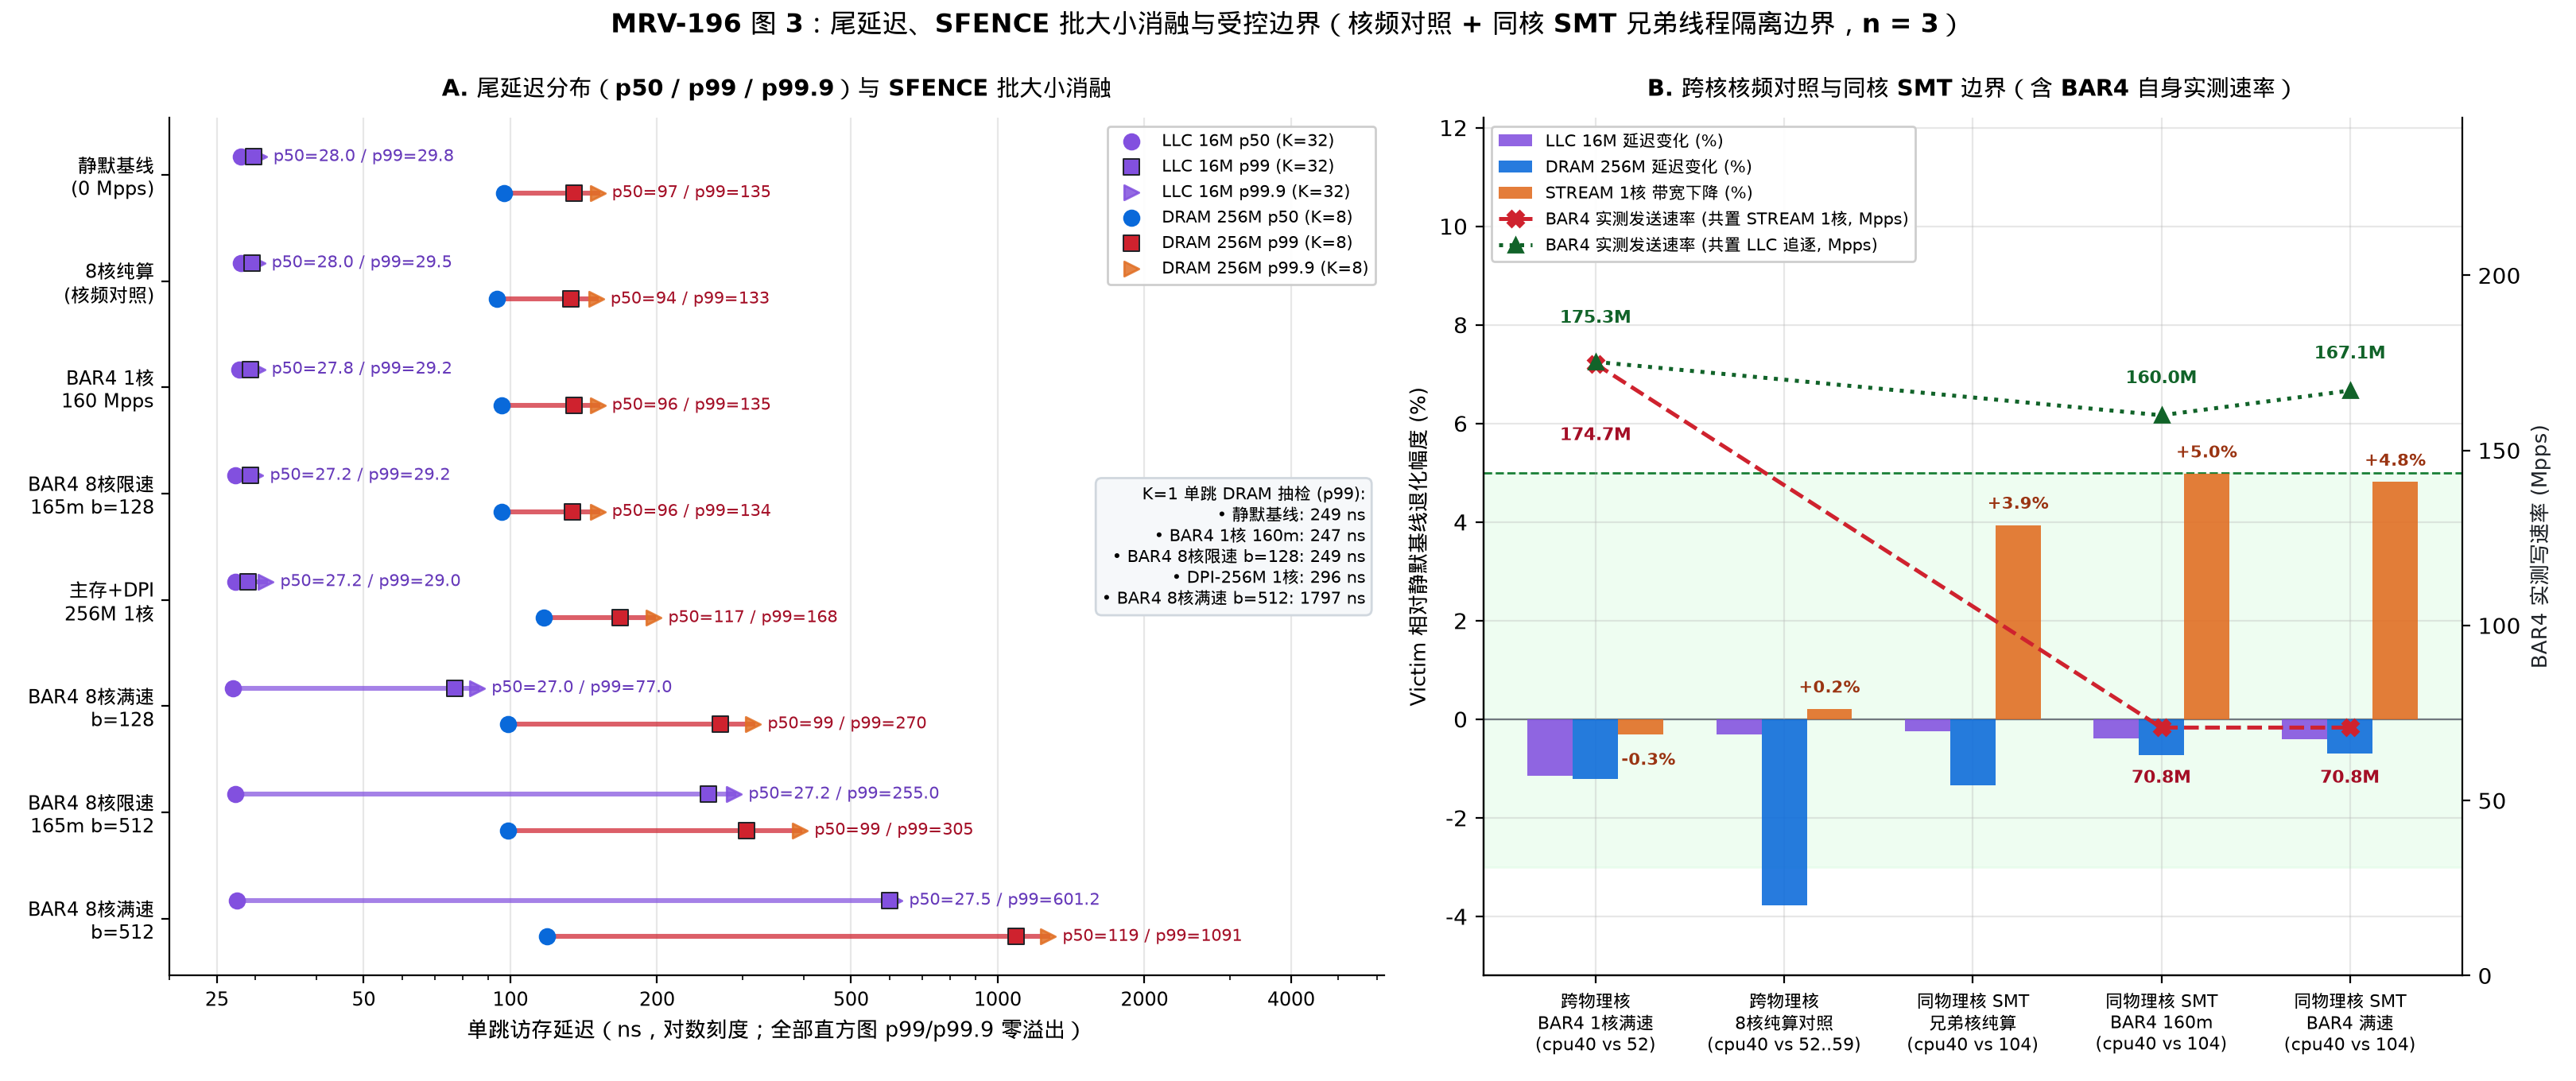 MRV-196 图 3：尾延迟、SFENCE 批大小消融与受控边界（核频对照 + 同核 SMT 兄弟线程隔离边界，n = 3）
A. 尾延迟分布（p50 / p99 / p99.9）与 SFENCE 批大小消融
静默基线
(0 Mpps)
8核纯算
(核频对照)
BAR4 1核
160 Mpps
BAR4 8核限速
165m b=128
主存+DPI
256M 1核
BAR4 8核满速
b=128
BAR4 8核限速
165m b=512
BAR4 8核满速
b=512
p50=28.0 / p99=29.8
p50=97 / p99=135
p50=28.0 / p99=29.5
p50=94 / p99=133
p50=27.8 / p99=29.2
p50=96 / p99=135
p50=27.2 / p99=29.2
p50=96 / p99=134
p50=27.2 / p99=29.0
p50=117 / p99=168
p50=27.0 / p99=77.0
p50=99 / p99=270
p50=27.2 / p99=255.0
p50=99 / p99=305
p50=27.5 / p99=601.2
p50=119 / p99=1091
LLC 16M p50 (K=32)
LLC 16M p99 (K=32)
LLC 16M p99.9 (K=32)
DRAM 256M p50 (K=8)
DRAM 256M p99 (K=8)
DRAM 256M p99.9 (K=8)
K=1 单跳 DRAM 抽检 (p99):
• 静默基线: 249 ns
• BAR4 1核 160m: 247 ns
• BAR4 8核限速 b=128: 249 ns
• DPI-256M 1核: 296 ns
• BAR4 8核满速 b=512: 1797 ns
25 50 100 200 500 1000 2000 4000
单跳访存延迟（ns，对数刻度；全部直方图 p99/p99.9 零溢出）
B. 跨核核频对照与同核 SMT 边界（含 BAR4 自身实测速率）
LLC 16M 延迟变化 (%)
DRAM 256M 延迟变化 (%)
STREAM 1核 带宽下降 (%)
BAR4 实测发送速率 (共置 STREAM 1核, Mpps)
BAR4 实测发送速率 (共置 LLC 追逐, Mpps)
Victim 相对静默基线退化幅度 (%)
12
10
8
6
4
2
0
-2
-4
175.3M
174.7M
160.0M
167.1M
-0.3%
+0.2%
+3.9%
+5.0%
+4.8%
70.8M
70.8M
200
150
100
50
0
BAR4 实测写速率 (Mpps)
跨物理核
BAR4 1核满速
(cpu40 vs 52)
跨物理核
8核纯算对照
(cpu40 vs 52..59)
同物理核 SMT
兄弟核纯算
(cpu40 vs 104)
同物理核 SMT
BAR4 160m
(cpu40 vs 104)
同物理核 SMT
BAR4 满速
(cpu40 vs 104)